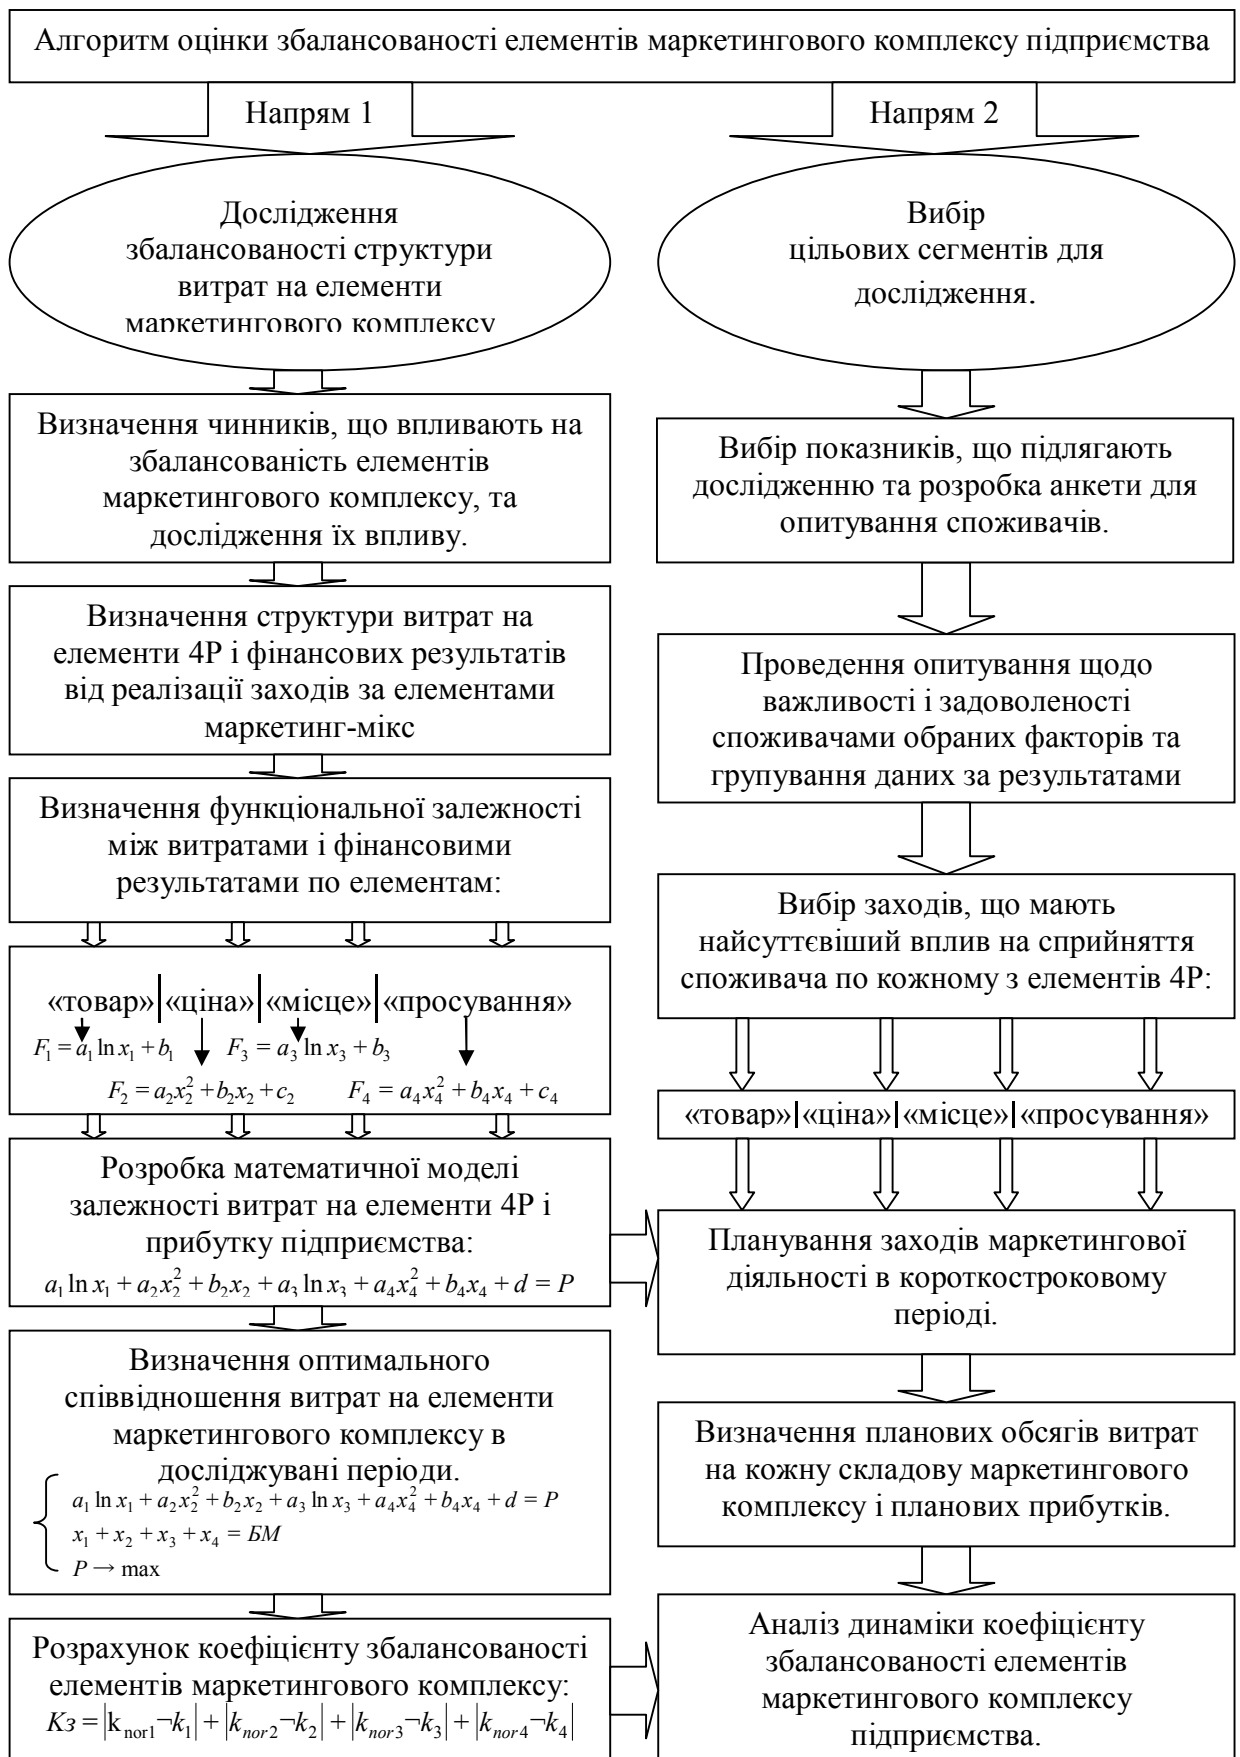 Алгоритм оцінки збалансованості елементів маркетингового комплексу підприємства
Напрям 1
Дослідження
збалансованості структури
витрат на елементи
маркетингового комплексу
Визначення чинників, що впливають на
збалансованість елементів
маркетингового комплексу, та
дослідження їх впливу.
Визначення структури витрат на
елементи 4Р і фінансових результатів
від реалізації заходів за елементами
маркетинг-мікс
Визначення функціональної залежності
між витратами і фінансовими
результатами по елементам:
«товар»|«ціна»|«місце»|«просування»
F₁ = a₁ ln x₁ + b₁
F₃ = a₃ ln x₃ + b₃
F₂ = a₂x₂² + b₂x₂ + c₂
F₄ = a₄x₄² + b₄x₄ + c₄
Розробка математичної моделі
залежності витрат на елементи 4Р і
прибутку підприємства:
a₁ ln x₁ + a₂x₂² + b₂x₂ + a₃ ln x₃ + a₄x₄² + b₄x₄ + d = P
Визначення оптимального
співвідношення витрат на елементи
маркетингового комплексу в
досліджувані періоди.
a₁ ln x₁ + a₂x₂² + b₂x₂ + a₃ ln x₃ + a₄x₄² + b₄x₄ + d = P
x₁ + x₂ + x₃ + x₄ = БМ
P → max
Розрахунок коефіцієнту збалансованості
елементів маркетингового комплексу:
Kз = |k_nor1¬k₁| + |k_nor2¬k₂| + |k_nor3¬k₃| + |k_nor4¬k₄|
Напрям 2
Вибір
цільових сегментів для
дослідження.
Вибір показників, що підлягають
дослідженню та розробка анкети для
опитування споживачів.
Проведення опитування щодо
важливості і задоволеності
споживачами обраних факторів та
групування даних за результатами
Вибір заходів, що мають
найсуттєвіший вплив на сприйняття
споживача по кожному з елементів 4Р:
«товар»|«ціна»|«місце»|«просування»
Планування заходів маркетингової
діяльності в короткостроковому
періоді.
Визначення планових обсягів витрат
на кожну складову маркетингового
комплексу і планових прибутків.
Аналіз динаміки коефіцієнту
збалансованості елементів
маркетингового комплексу
підприємства.